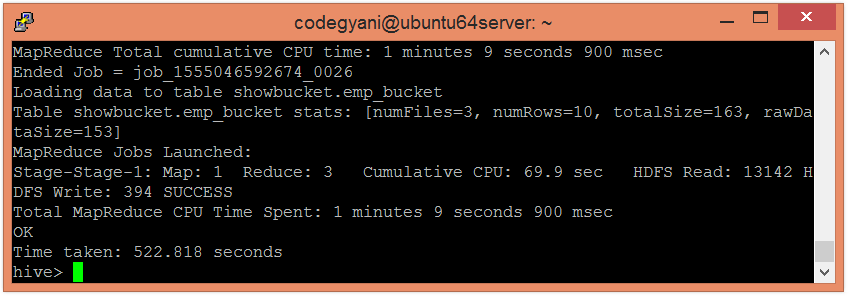 codegyani@ubuntu64server: ~
MapReduce Total cumulative CPU time: 1 minutes 9 seconds 900 msec
Ended Job = job_1555046592674_0026
Loading data to table showbucket.emp_bucket
Table showbucket.emp_bucket stats: [numFiles=3, numRows=10, totalSize=163, rawDa
taSize=153]
MapReduce Jobs Launched:
Stage-Stage-1: Map: 1  Reduce: 3   Cumulative CPU: 69.9 sec   HDFS Read: 13142 H
DFS Write: 394 SUCCESS
Total MapReduce CPU Time Spent: 1 minutes 9 seconds 900 msec
OK
Time taken: 522.818 seconds
hive>